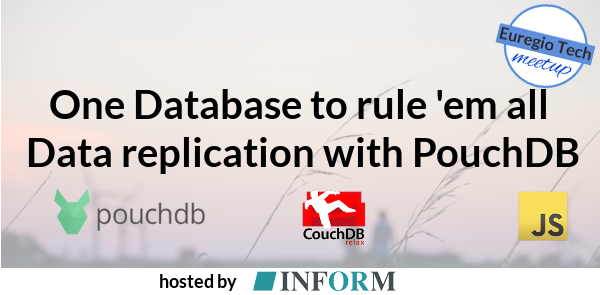 Euregio Tech
meetup
One Database to rule 'em all
Data replication with PouchDB
pouchdb
CouchDB
relax
JS
hosted by INFORM